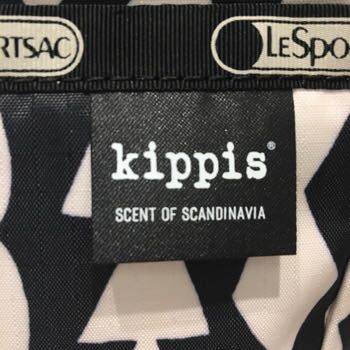 RTSAC LESPO
kippis®
SCENT OF SCANDINAVIA